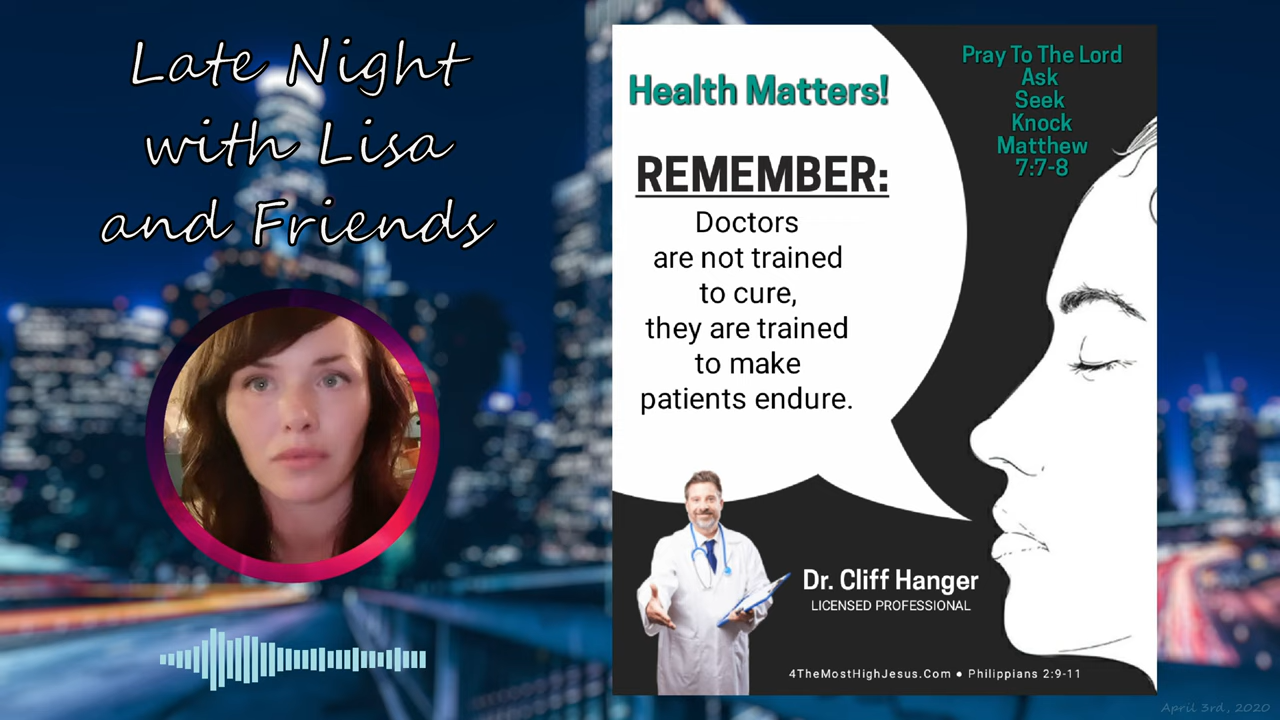 Late Night
with Lisa
and Friends
Health Matters!
REMEMBER:
Doctors
are not trained
to cure,
they are trained
to make
patients endure.
Pray To The Lord
Ask
Seek
Knock
Matthew
7:7-8
Dr. Cliff Hanger
LICENSED PROFESSIONAL
4TheMostHighJesus.Com ● Philippians 2:9-11
April 3rd, 2020